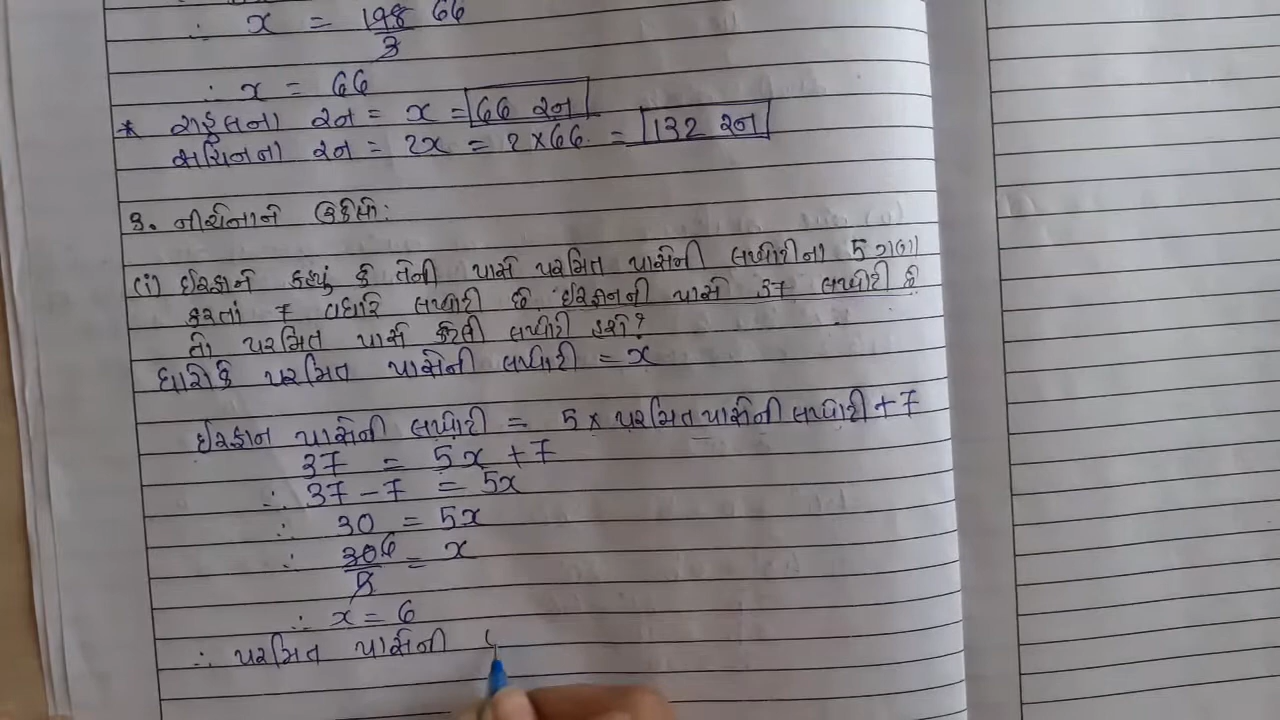 ∴ x = 198/3 66
∴ x = 66
* રાહુલના રન = x = 66 રન
સચિનના રન = 2x = 2 × 66 = 132 રન
3. નીચેનાને ઉકેલો:
(i) ઈરફાને કહ્યું કે તેની પાસે પરમિત પાસેની લખોટીના 5 ગણા
કરતાં 7 વધારે લખોટી છે ઈરફાનની પાસે 37 લખોટી છે
તો પરમિત પાસે કેટલી લખોટી હશે?
ધારોકે પરમિત પાસેની લખોટી = x
ઈરફાન પાસેની લખોટી = 5 × પરમિત પાસેની લખોટી + 7
37 = 5x + 7
∴ 37 - 7 = 5x
∴ 30 = 5x
∴ 30/5 6 = x
∴ x = 6
∴ પરમિત પાસેની